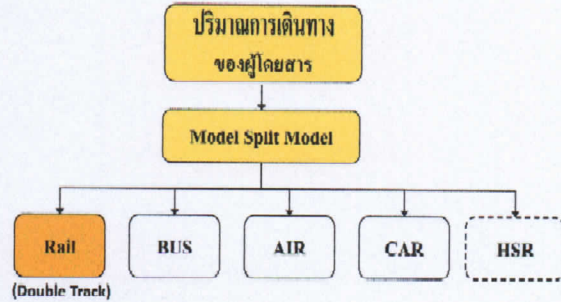 ปริมาณการเดินทาง
ของผู้โดยสาร
Model Split Model
Rail BUS AIR CAR HSR
(Double Track)